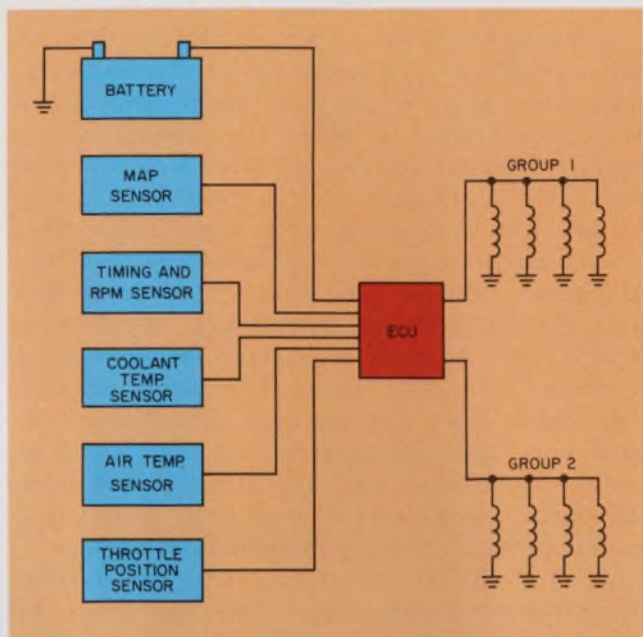 BATTERY
MAP
SENSOR
TIMING AND
RPM SENSOR
COOLANT
TEMP.
SENSOR
AIR TEMP.
SENSOR
THROTTLE
POSITION
SENSOR
ECU
GROUP 1
GROUP 2